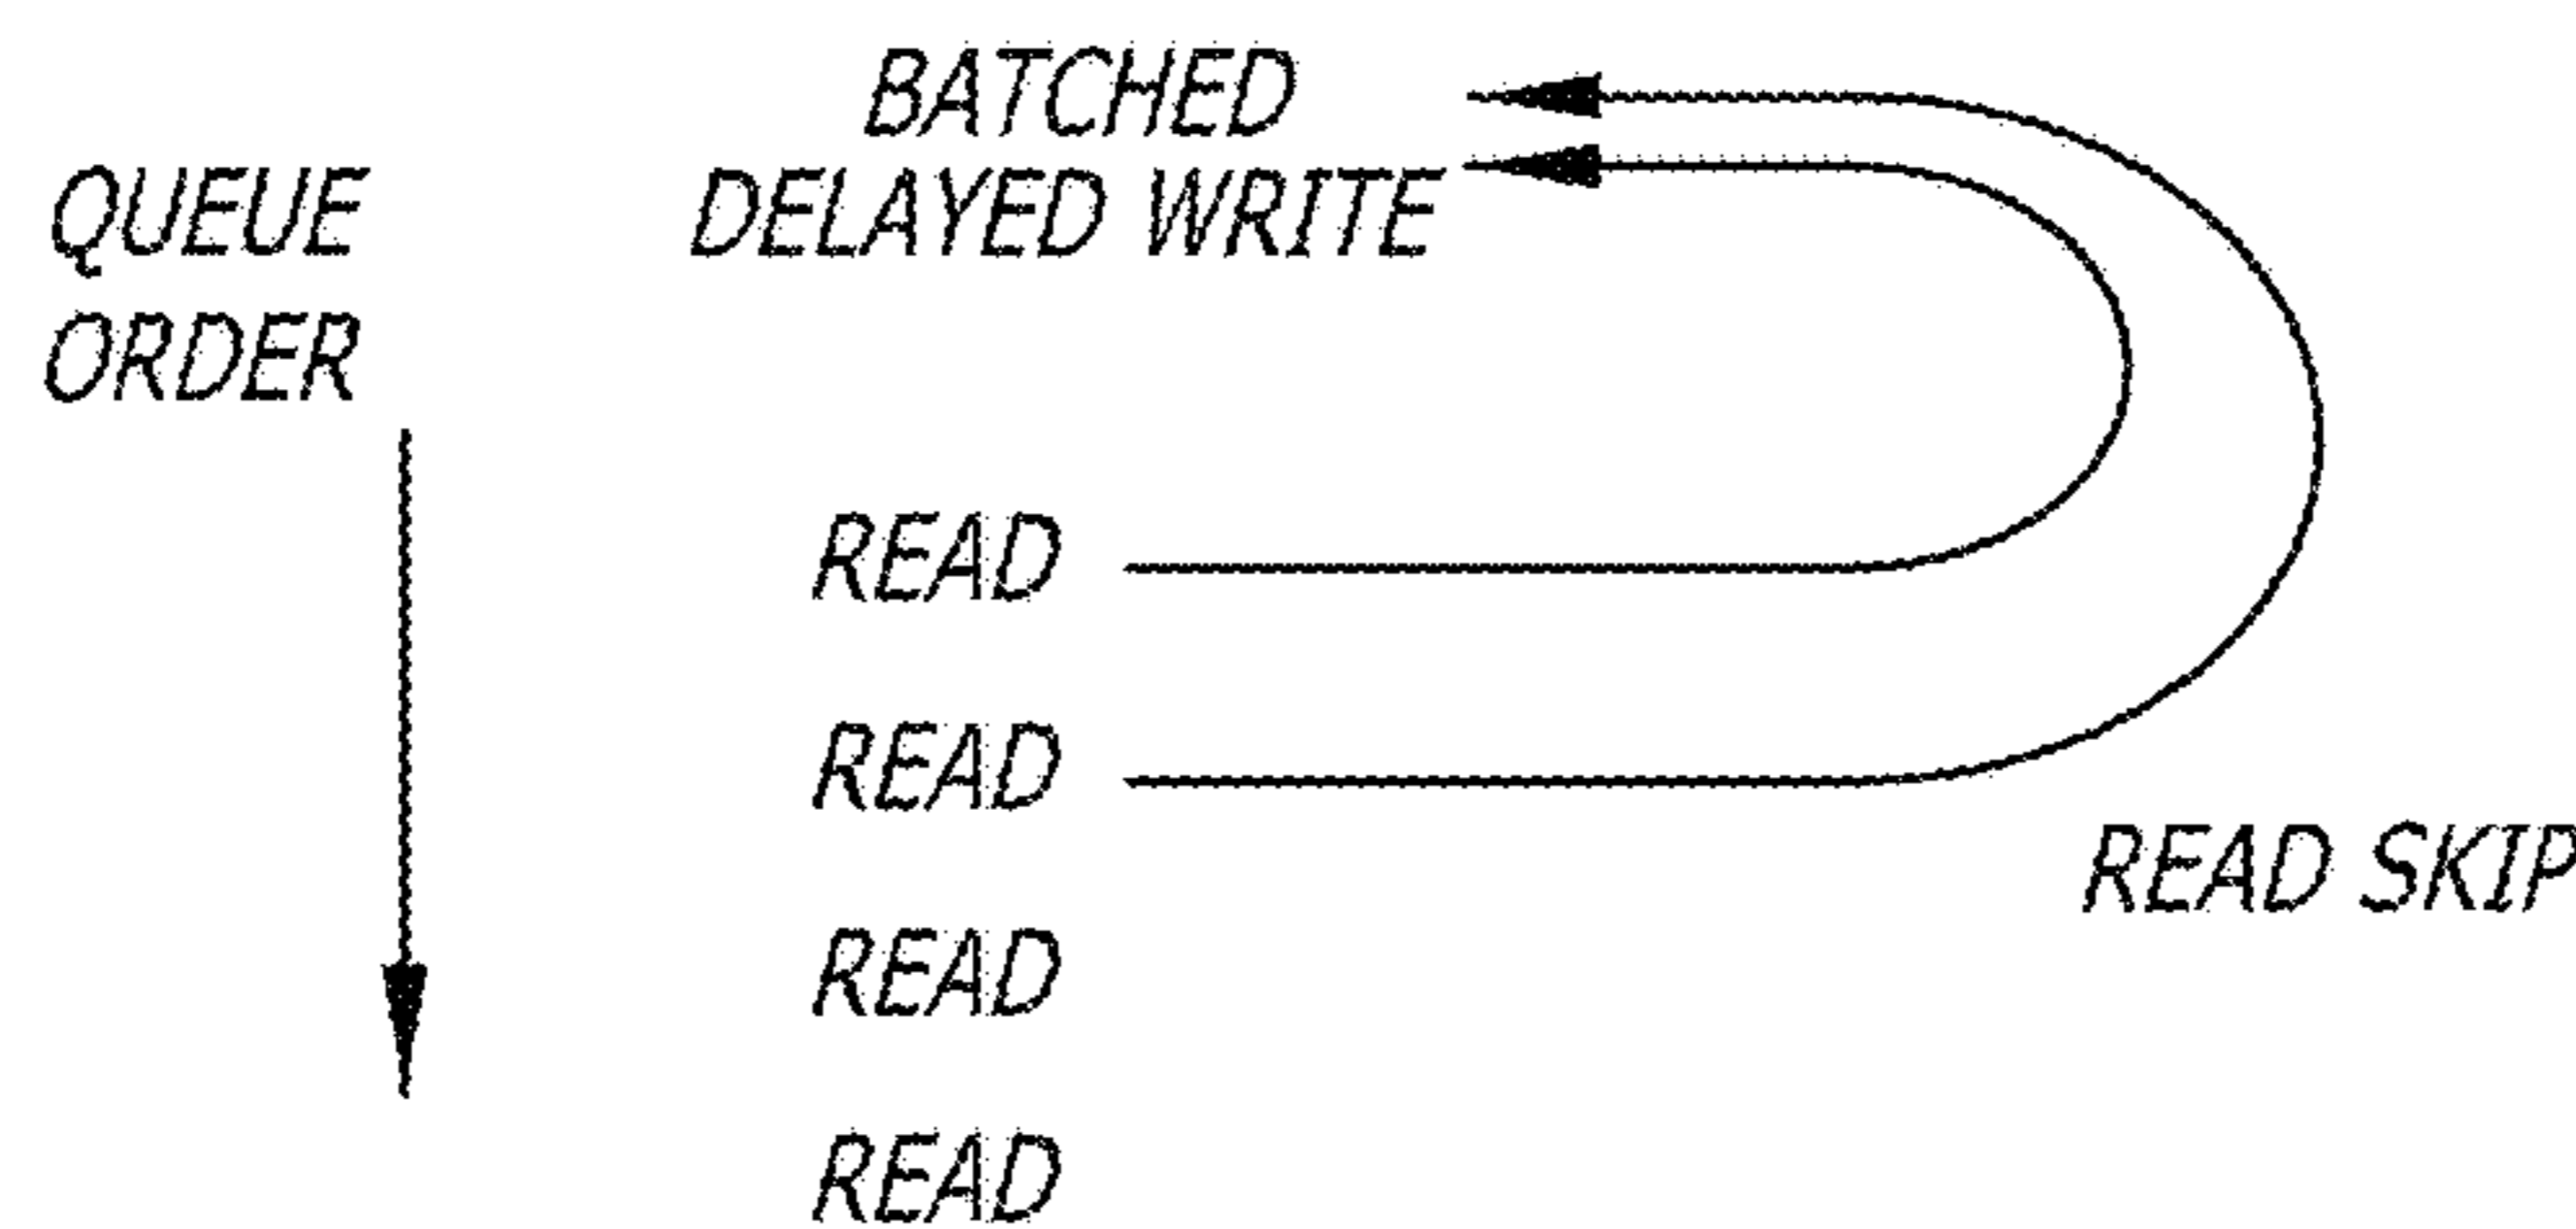 QUEUE
ORDER
BATCHED
DELAYED WRITE
READ
READ
READ SKIP
READ
READ